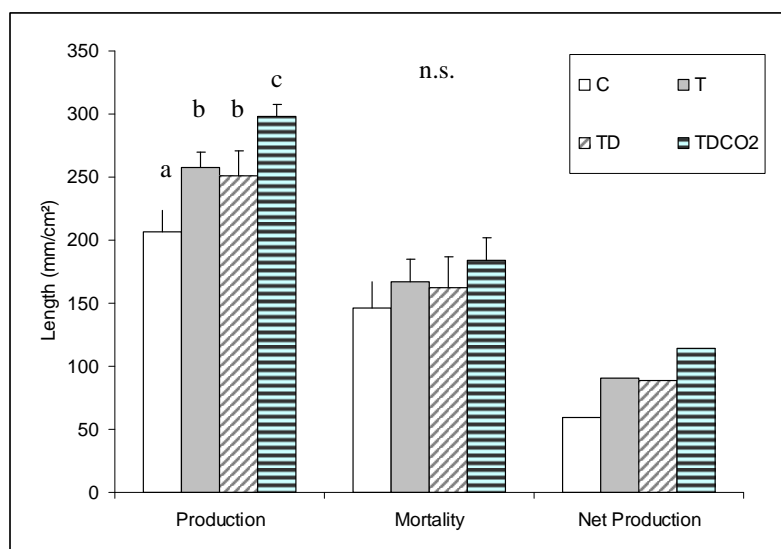 350
300
250
200
150
100
50
0
Length (mm/cm²)
a
b
b
c
n.s.
C
T
TD
TDCO2
Production
Mortality
Net Production